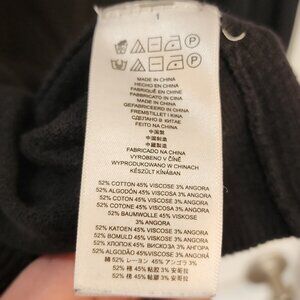 1
P
P
MADE IN CHINA
HECHO EN CHINA
FABRIQUÉ EN CHINE
FABBRICATO IN CINA
MADE IN CHINA
GEFABRICEERD IN CHINA
FREMSTILLET I KINA
СДЕЛАНО В КИТАЕ
FEITO NA CHINA
中国製
中国制造
中國製造
FABRICADO NA CHINA
VYROBENO V ČÍNĚ
WYPRODUKOWANO W CHINACH
KÉSZÜLT KÍNÁBAN
52% COTTON 45% VISCOSE 3% ANGORA
52% ALGODÓN 45% VISCOSA 3% ANGORA
52% COTON 45% VISCOSE 3% ANGORA
52% COTONE 45% VISCOSA 3% ANGORA
52% BAUMWOLLE 45% VISKOSE
3% ANGORA
52% KATOEN 45% VISCOSE 3% ANGORA
52% BOMULD 45% VISKOSE 3% ANGORA
52% ХЛОПОК 45% ВИСКОЗА 3% АНГОРА
52% ALGODÃO 45% VISCOSE 3% ANGORA
綿 52% レーヨン 45% アンゴラ 3%
52% 棉 45% 粘胶 3% 安哥拉
52% 棉 45% 粘膠 3% 安哥拉